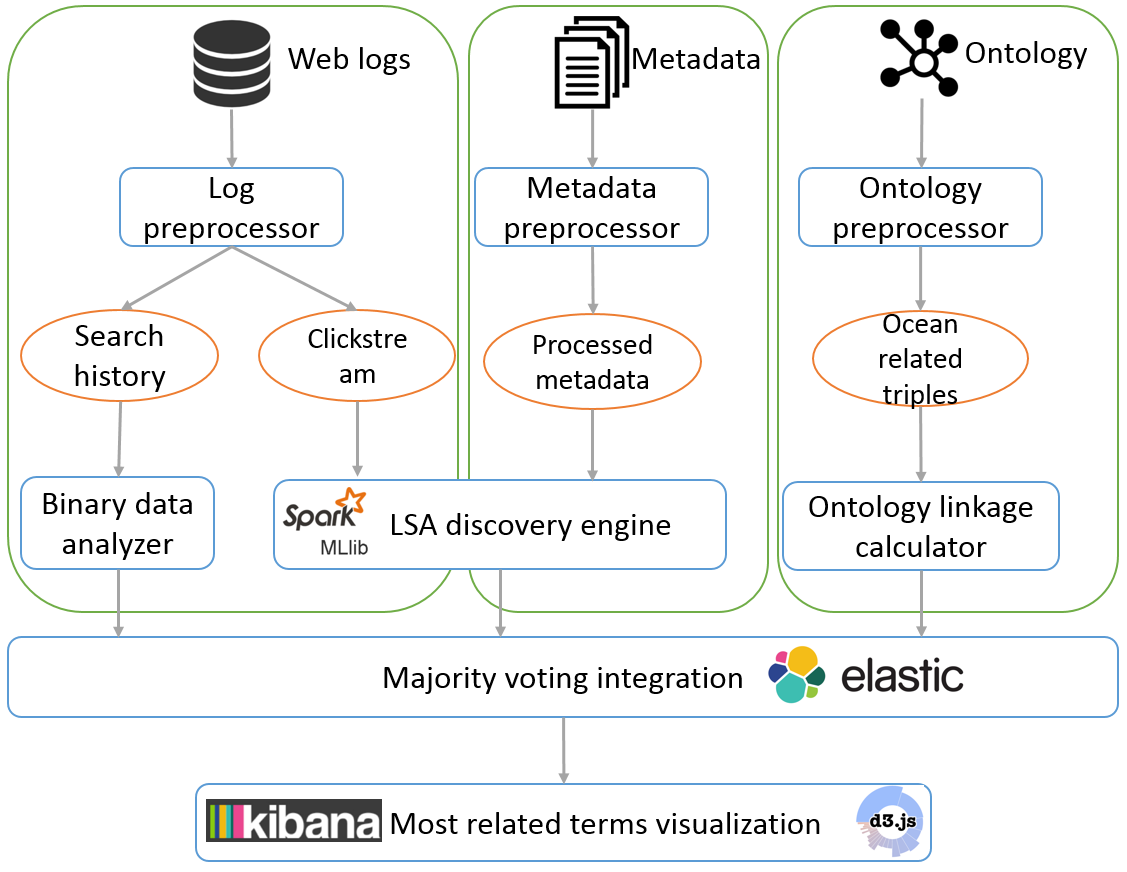 Web logs
Metadata
Ontology
Log
preprocessor
Metadata
preprocessor
Ontology
preprocessor
Search
history
Clickstre
am
Processed
metadata
Ocean
related
triples
Binary data
analyzer
Spark
MLlib
LSA discovery engine
Ontology linkage
calculator
Majority voting integration
elastic
kibana
Most related terms visualization
d3.js